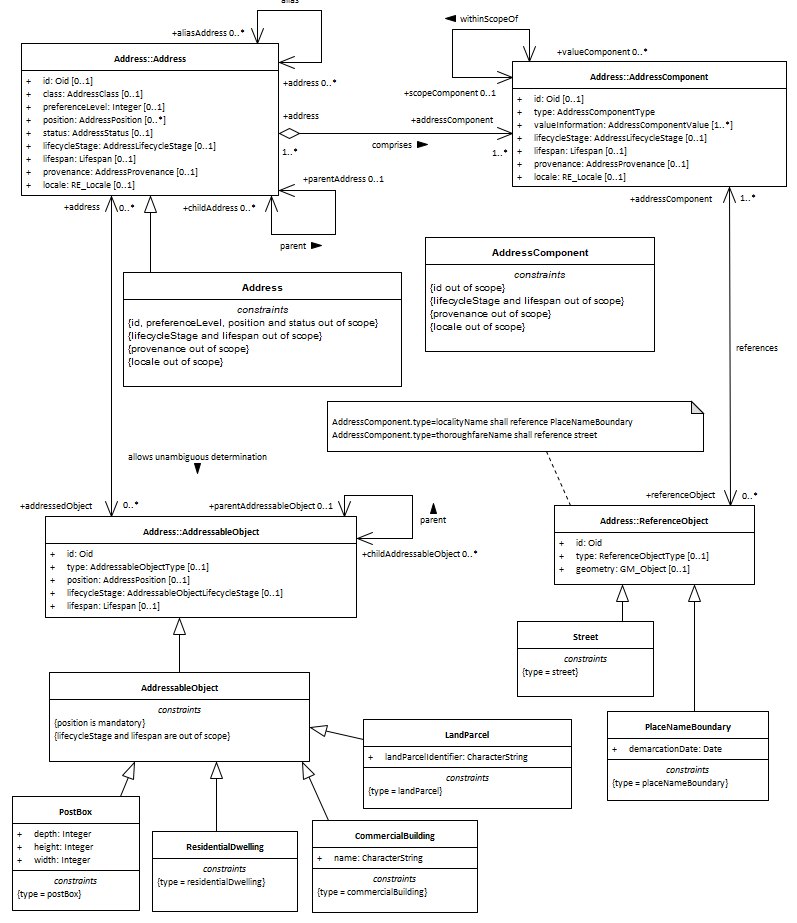 alias
+aliasAddress 0..*
Address::Address
+ id: Oid [0..1]
+ class: AddressClass [0..1]
+ preferenceLevel: Integer [0..1]
+ position: AddressPosition [0..*]
+ status: AddressStatus [0..1]
+ lifecycleStage: AddressLifecycleStage [0..1]
+ lifespan: Lifespan [0..1]
+ provenance: AddressProvenance [0..1]
+ locale: RE_Locale [0..1]
+address 0..*
+address
1..*
comprises
+addressComponent
1..*
withinScopeOf
+valueComponent 0..*
+scopeComponent 0..1
Address::AddressComponent
+ id: Oid [0..1]
+ type: AddressComponentType
+ valueInformation: AddressComponentValue [1..*]
+ lifecycleStage: AddressLifecycleStage [0..1]
+ lifespan: Lifespan [0..1]
+ provenance: AddressProvenance [0..1]
+ locale: RE_Locale [0..1]
+parentAddress 0..1
+address 0..*
+childAddress 0..*
parent
+addressComponent 1..*
Address
constraints
{id, preferenceLevel, position and status out of scope}
{lifecycleStage and lifespan out of scope}
{provenance out of scope}
{locale out of scope}
AddressComponent
constraints
{id out of scope}
{lifecycleStage and lifespan out of scope}
{provenance out of scope}
{locale out of scope}
references
AddressComponent.type=localityName shall reference PlaceNameBoundary
AddressComponent.type=thoroughfareName shall reference street
allows unambiguous determination
+addressedObject 0..*
+parentAddressableObject 0..1
parent
+childAddressableObject 0..*
Address::AddressableObject
+ id: Oid
+ type: AddressableObjectType [0..1]
+ position: AddressPosition [0..1]
+ lifecycleStage: AddressableObjectLifecycleStage [0..1]
+ lifespan: Lifespan [0..1]
+referenceObject 0..*
Address::ReferenceObject
+ id: Oid
+ type: ReferenceObjectType [0..1]
+ geometry: GM_Object [0..1]
Street
constraints
{type = street}
AddressableObject
constraints
{position is mandatory}
{lifecycleStage and lifespan are out of scope}
LandParcel
+ landParcelIdentifier: CharacterString
constraints
{type = landParcel}
PlaceNameBoundary
+ demarcationDate: Date
constraints
{type = placeNameBoundary}
PostBox
+ depth: Integer
+ height: Integer
+ width: Integer
constraints
{type = postBox}
ResidentialDwelling
constraints
{type = residentialDwelling}
CommercialBuilding
+ name: CharacterString
constraints
{type = commercialBuilding}